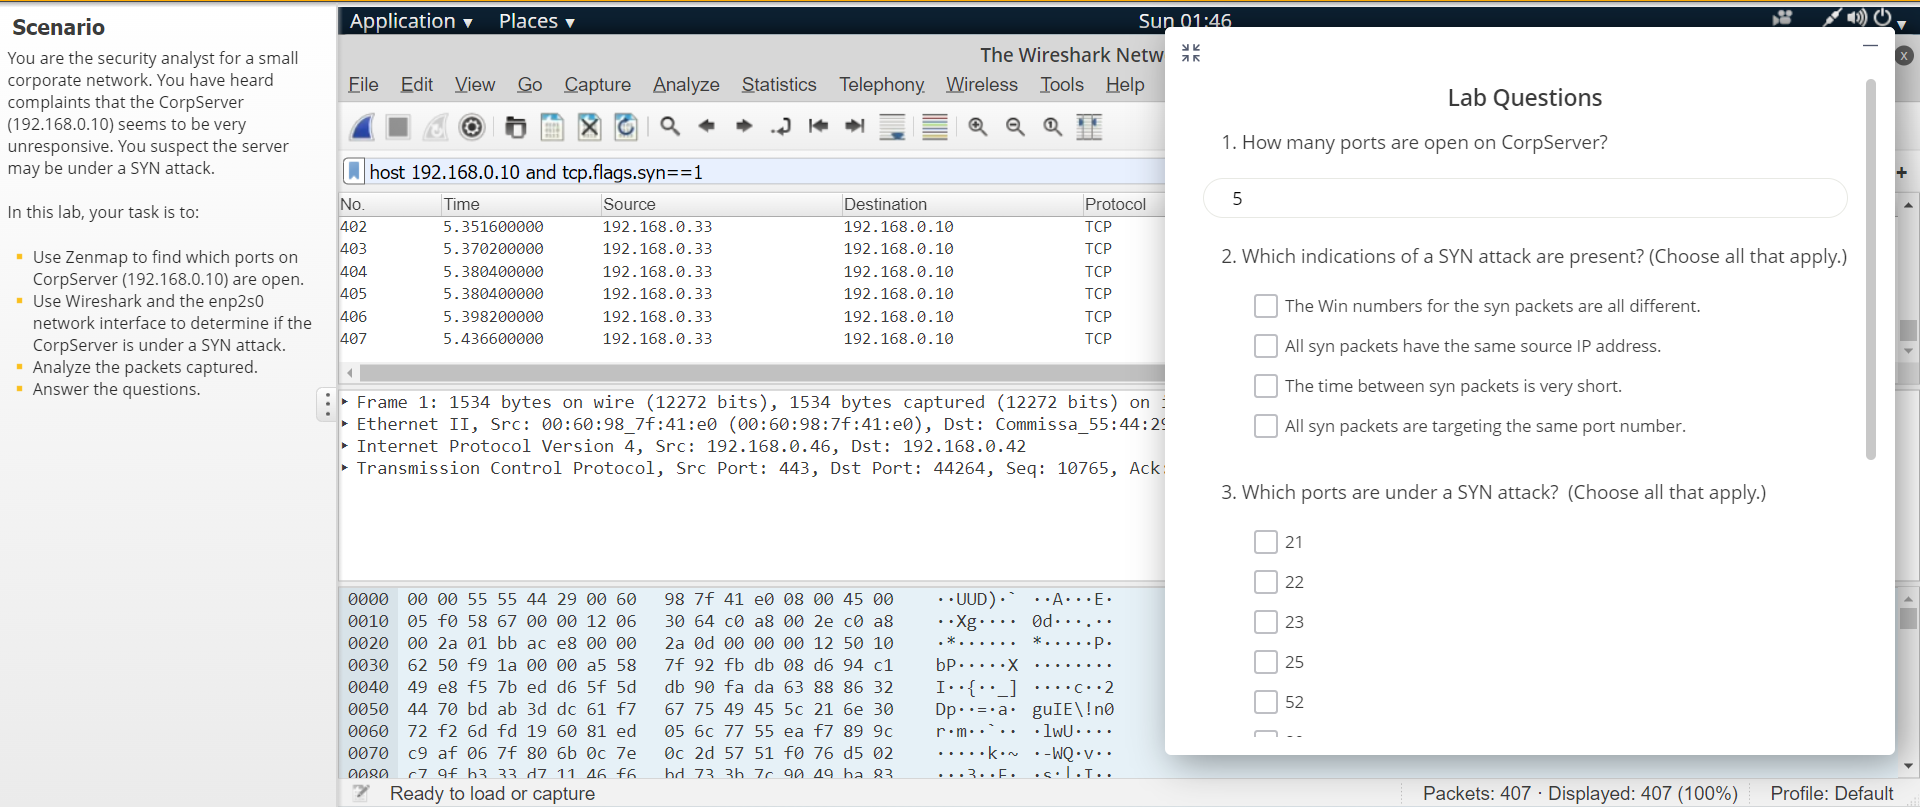 Scenario
You are the security analyst for a small
corporate network. You have heard
complaints that the CorpServer
(192.168.0.10) seems to be very
unresponsive. You suspect the server
may be under a SYN attack.
In this lab, your task is to:
Use Zenmap to find which ports on
CorpServer (192.168.0.10) are open.
Use Wireshark and the enp2s0
network interface to determine if the
CorpServer is under a SYN attack.
Analyze the packets captured.
Answer the questions.
Application Places Sun 01:46
The Wireshark Netw
File Edit View Go Capture Analyze Statistics Telephony Wireless Tools Help
host 192.168.0.10 and tcp.flags.syn==1
No. Time Source Destination Protocol
402 5.351600000 192.168.0.33 192.168.0.10 TCP
403 5.370200000 192.168.0.33 192.168.0.10 TCP
404 5.380400000 192.168.0.33 192.168.0.10 TCP
405 5.380400000 192.168.0.33 192.168.0.10 TCP
406 5.398200000 192.168.0.33 192.168.0.10 TCP
407 5.436600000 192.168.0.33 192.168.0.10 TCP
Frame 1: 1534 bytes on wire (12272 bits), 1534 bytes captured (12272 bits) on
Ethernet II, Src: 00:60:98_7f:41:e0 (00:60:98:7f:41:e0), Dst: Commissa_55:44:29
Internet Protocol Version 4, Src: 192.168.0.46, Dst: 192.168.0.42
Transmission Control Protocol, Src Port: 443, Dst Port: 44264, Seq: 10765, Ack:
0000 00 00 55 55 44 29 00 60 98 7f 41 e0 08 00 45 00 ··UUD)·` ··A···E·
0010 05 f0 58 67 00 00 12 06 30 64 c0 a8 00 2e c0 a8 ··Xg···· 0d···.··
0020 00 2a 01 bb ac e8 00 00 2a 0d 00 00 00 12 50 10 ·*······ *·····P·
0030 62 50 f9 1a 00 00 a5 58 7f 92 fb db 08 d6 94 c1 bP·····X ········
0040 49 e8 f5 7b ed d6 5f 5d db 90 fa da 63 88 86 32 I··{··_] ····c··2
0050 44 70 bd ab 3d dc 61 f7 67 75 49 45 5c 21 6e 30 Dp··=·a· guIE\!n0
0060 72 f2 6d fd 19 60 81 ed 05 6c 77 55 ea f7 89 9c r·m··`·· ·lwU····
0070 c9 af 06 7f 80 6b 0c 7e 0c 2d 57 51 f0 76 d5 02 ·····k·~ ·-WQ·v··
0080 c7 9f b3 33 d7 11 46 f6 bd 73 3b 7c 90 49 ba 83 ···3··F· ·s;|·I··
Ready to load or capture Packets: 407 · Displayed: 407 (100%) Profile: Default
Lab Questions
1. How many ports are open on CorpServer?
5
2. Which indications of a SYN attack are present? (Choose all that apply.)
The Win numbers for the syn packets are all different.
All syn packets have the same source IP address.
The time between syn packets is very short.
All syn packets are targeting the same port number.
3. Which ports are under a SYN attack? (Choose all that apply.)
21
22
23
25
52